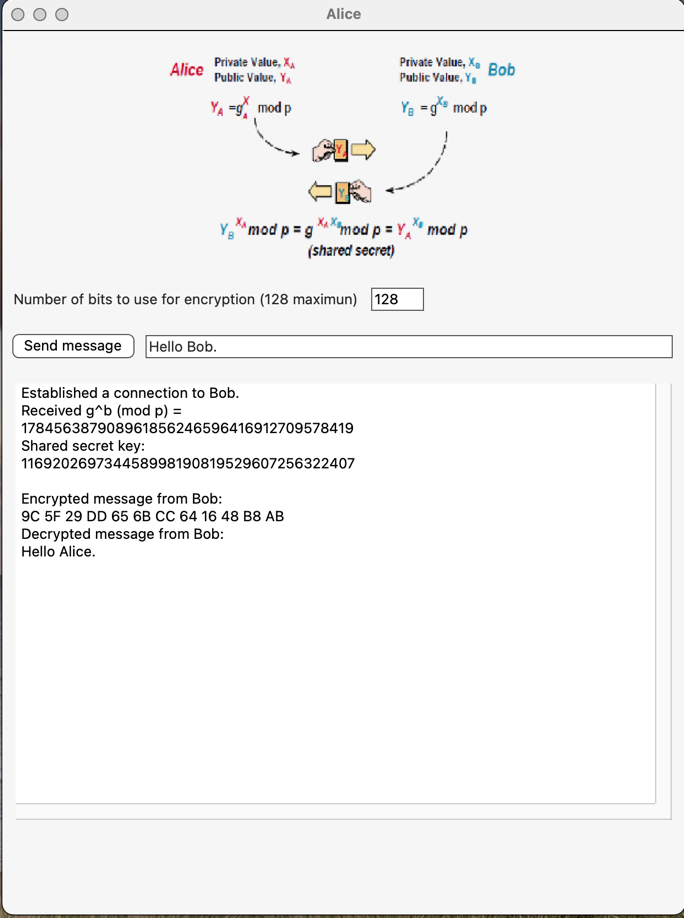 Alice
Alice Private Value, XA Private Value, XB Bob
Public Value, YA Public Value, YB
YA =gXA mod p YB = gXB mod p
YA
YB
YB XA mod p = g XA XB mod p = YA XB mod p
(shared secret)
Number of bits to use for encryption (128 maximun) 128
Send message Hello Bob.
Established a connection to Bob.
Received g^b (mod p) =
178456387908961856246596416912709578419
Shared secret key:
116920269734458998190819529607256322407
Encrypted message from Bob:
9C 5F 29 DD 65 6B CC 64 16 48 B8 AB
Decrypted message from Bob:
Hello Alice.